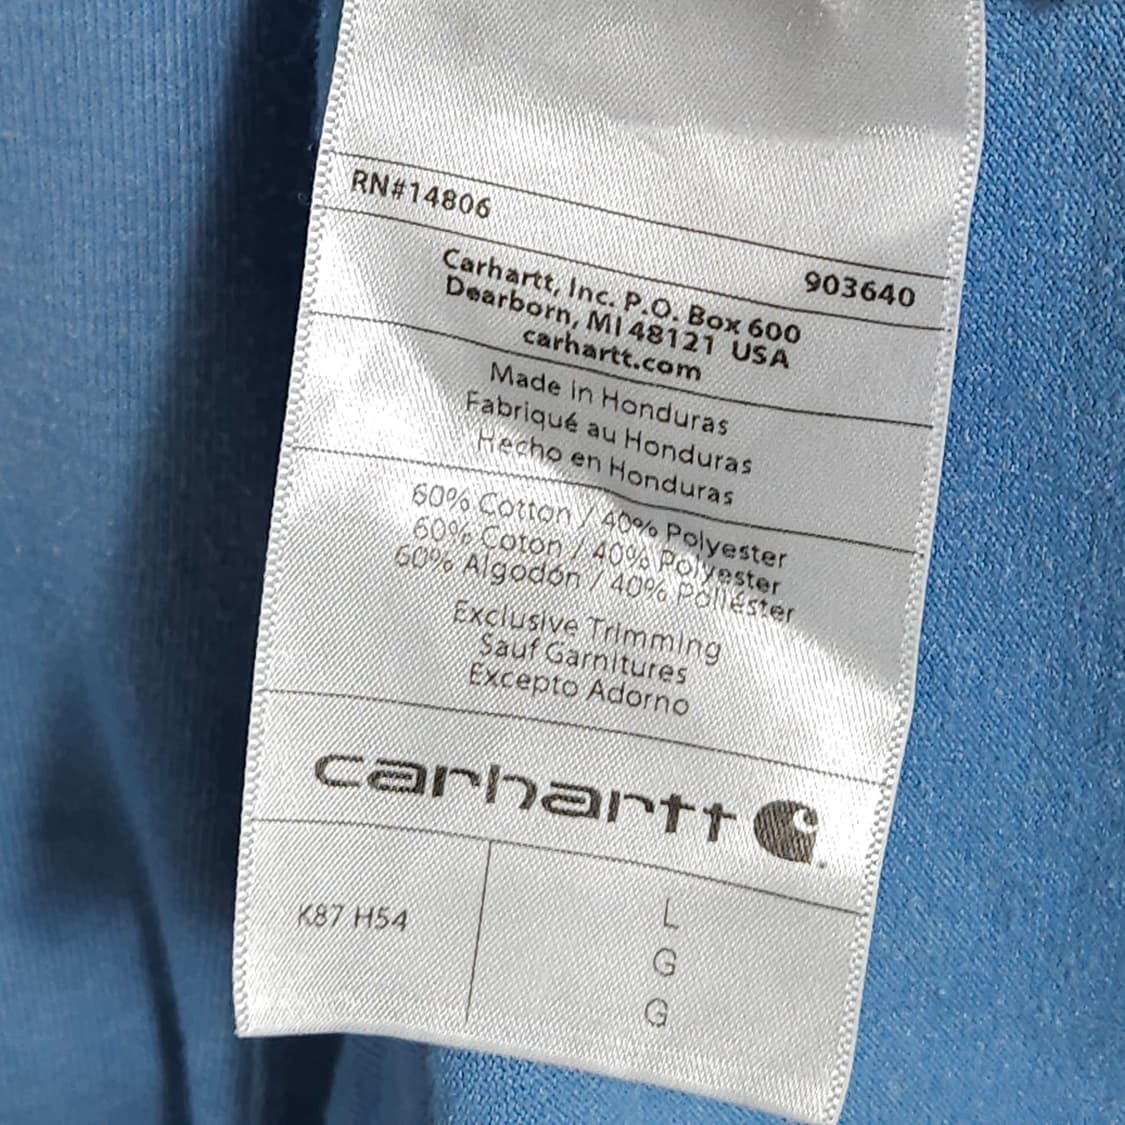 RN#14806
903640
Carhartt, Inc. P.O. Box 600
Dearborn, MI 48121 USA
carhartt.com
Made in Honduras
Fabriqué au Honduras
Hecho en Honduras
60% Cotton / 40% Polyester
60% Coton / 40% Polyester
60% Algodón / 40% Poliéster
Exclusive Trimming
Sauf Garnitures
Excepto Adorno
carhartt
K87 H54
L
G
G